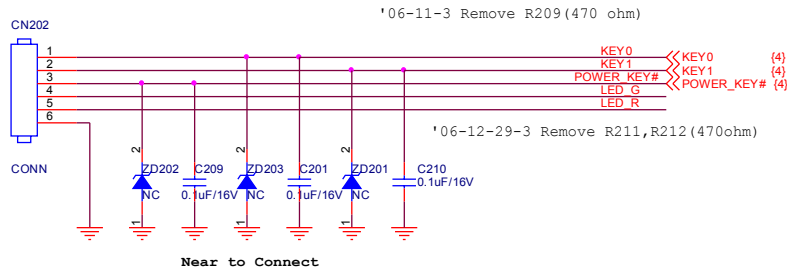 '06-11-3 Remove R209(470 ohm)
CN202
1
2
3
4
5
6
KEY0
KEY1
POWER_KEY#
LED_G
LED_R
KEY0 {4}
KEY1 {4}
POWER_KEY# {4}
'06-12-29-3 Remove R211,R212(470ohm)
CONN
2 ZD202 NC 1
C209 0.1uF/16V
2 ZD203 NC 1
C201 0.1uF/16V
2 ZD201 NC 1
C210 0.1uF/16V
Near to Connect